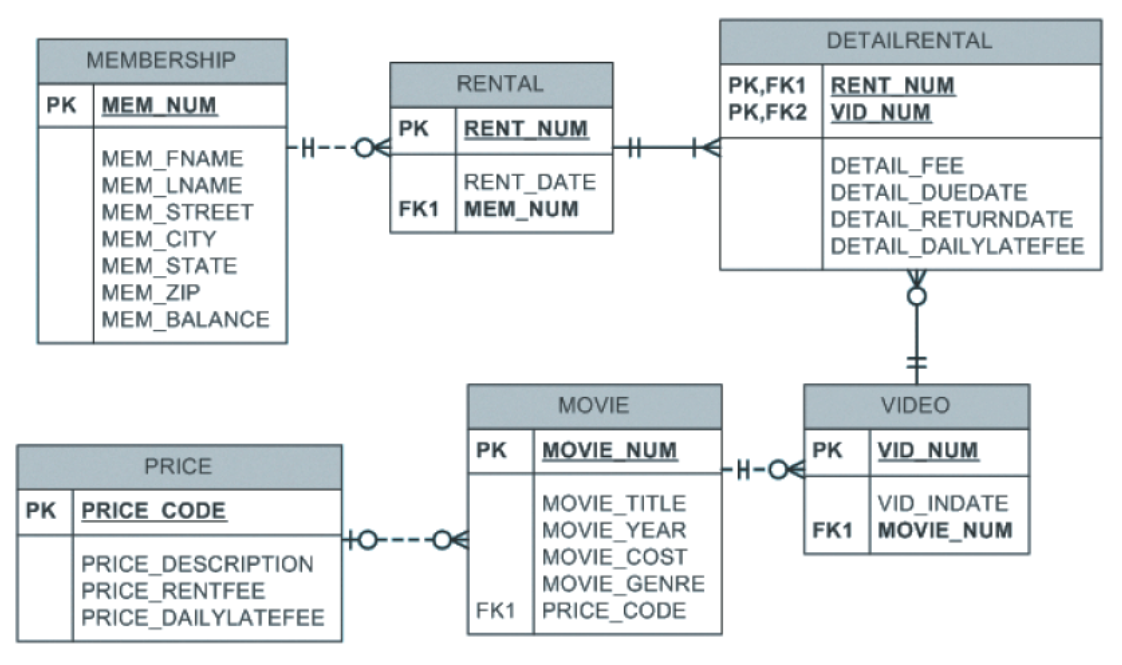 MEMBERSHIP
PK MEM_NUM
MEM_FNAME
MEM_LNAME
MEM_STREET
MEM_CITY
MEM_STATE
MEM_ZIP
MEM_BALANCE
RENTAL
PK RENT_NUM
RENT_DATE
FK1 MEM_NUM
DETAILRENTAL
PK,FK1 RENT_NUM
PK,FK2 VID_NUM
DETAIL_FEE
DETAIL_DUEDATE
DETAIL_RETURNDATE
DETAIL_DAILYLATEFEE
PRICE
PK PRICE_CODE
PRICE_DESCRIPTION
PRICE_RENTFEE
PRICE_DAILYLATEFEE
MOVIE
PK MOVIE_NUM
MOVIE_TITLE
MOVIE_YEAR
MOVIE_COST
MOVIE_GENRE
FK1 PRICE_CODE
VIDEO
PK VID_NUM
VID_INDATE
FK1 MOVIE_NUM